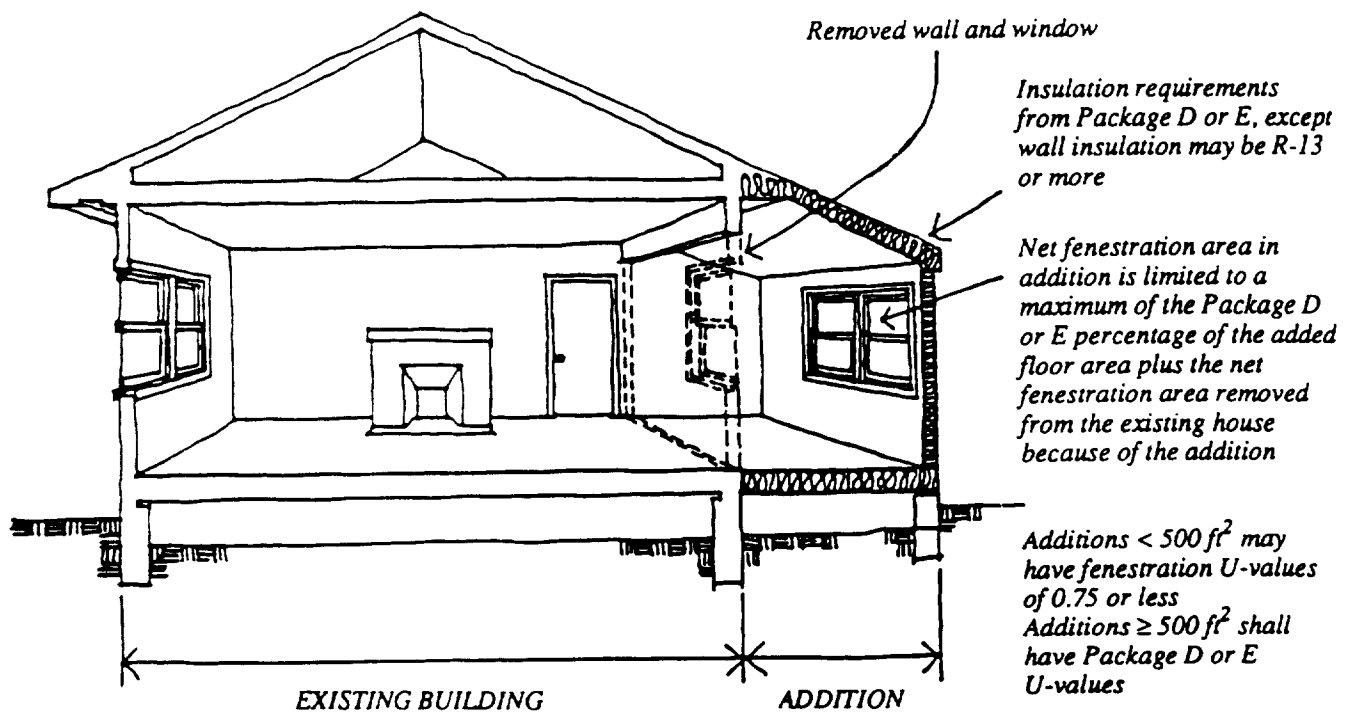 Removed wall and window
Insulation requirements
from Package D or E, except
wall insulation may be R-13
or more
Net fenestration area in
addition is limited to a
maximum of the Package D
or E percentage of the added
floor area plus the net
fenestration area removed
from the existing house
because of the addition
Additions < 500 ft² may
have fenestration U-values
of 0.75 or less
Additions ≥ 500 ft² shall
have Package D or E
U-values
EXISTING BUILDING
ADDITION